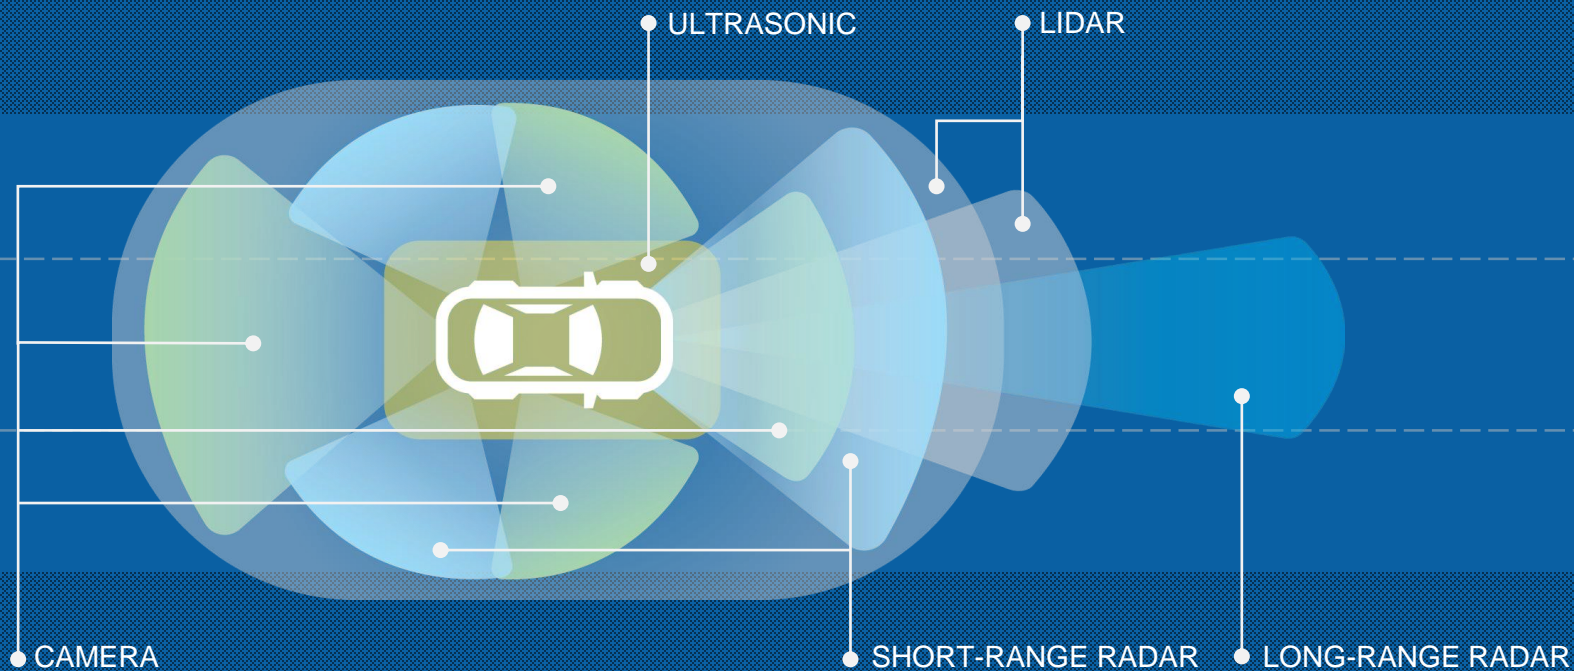 ULTRASONIC
LIDAR
CAMERA
SHORT-RANGE RADAR
LONG-RANGE RADAR